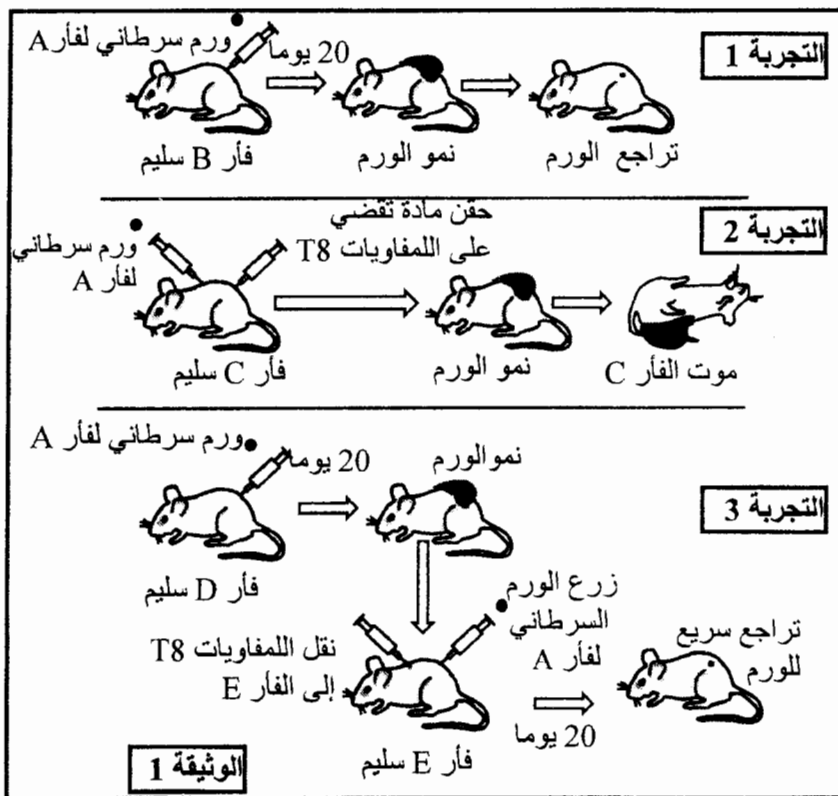 التجربة 1
ورم سرطاني لفأر A
20 يوما
فأر B سليم
نمو الورم
تراجع الورم
التجربة 2
ورم سرطاني
لفأر A
حقن مادة تقضي
على اللمفاويات T8
فأر C سليم
نمو الورم
موت الفأر C
التجربة 3
ورم سرطاني لفأر A
20 يوما
نمو الورم
فأر D سليم
نقل اللمفاويات T8
إلى الفأر E
زرع الورم
السرطاني
لفأر A
فأر E سليم
20 يوما
تراجع سريع
للورم
الوثيقة 1